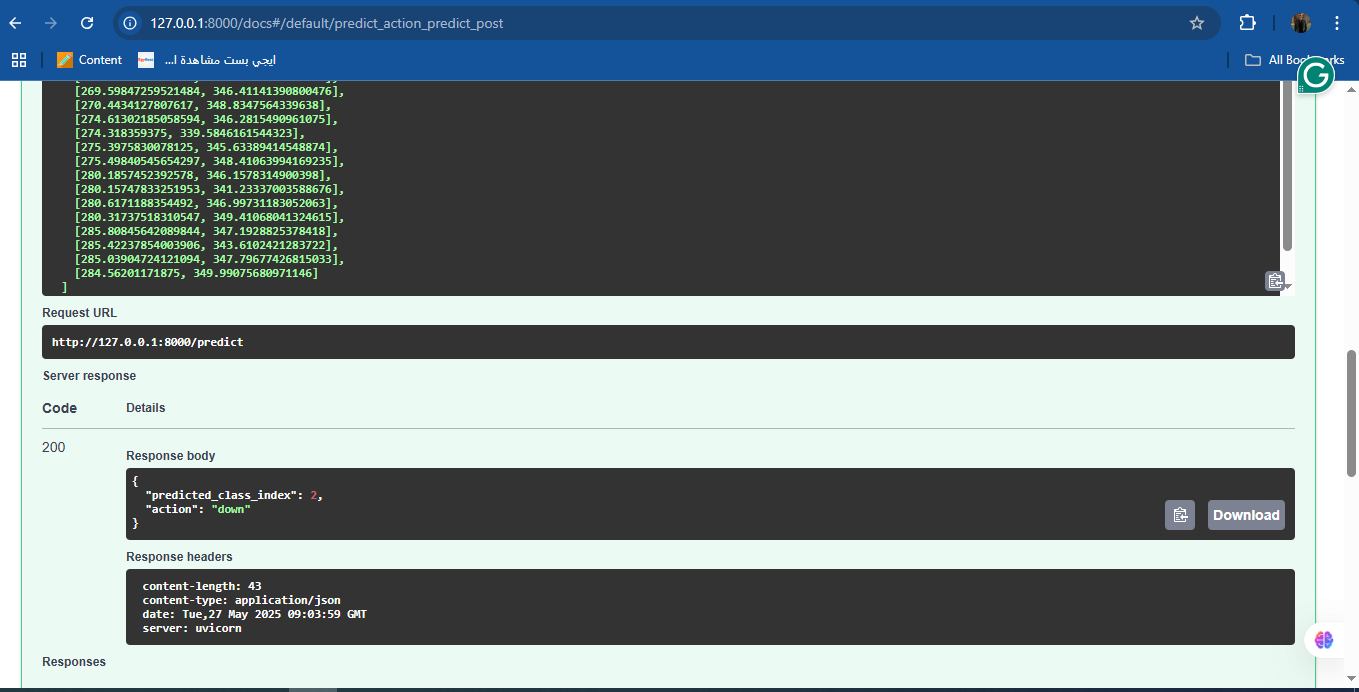 127.0.0.1:8000/docs#/default/predict_action_predict_post
Content
ايجي بست مشاهدة ا...
All Bookmarks
[269.59847259521484, 346.41141390800476],
[270.4434127807617, 348.8347564339638],
[274.61302185058594, 346.2815490961075],
[274.318359375, 339.5846161544323],
[275.3975830078125, 345.63389414548874],
[275.49840545654297, 348.41063994169235],
[280.1857452392578, 346.1578314900398],
[280.15747833251953, 341.23337003588676],
[280.6171188354492, 346.99731183052063],
[280.31737518310547, 349.41068041324615],
[285.80845642089844, 347.1928825378418],
[285.42237854003906, 343.6102421283722],
[285.03904724121094, 347.79677426815033],
[284.56201171875, 349.99075680971146]
]
Request URL
http://127.0.0.1:8000/predict
Server response
Code Details
200
Response body
{
"predicted_class_index": 2,
"action": "down"
}
Download
Response headers
content-length: 43
content-type: application/json
date: Tue,27 May 2025 09:03:59 GMT
server: uvicorn
Responses